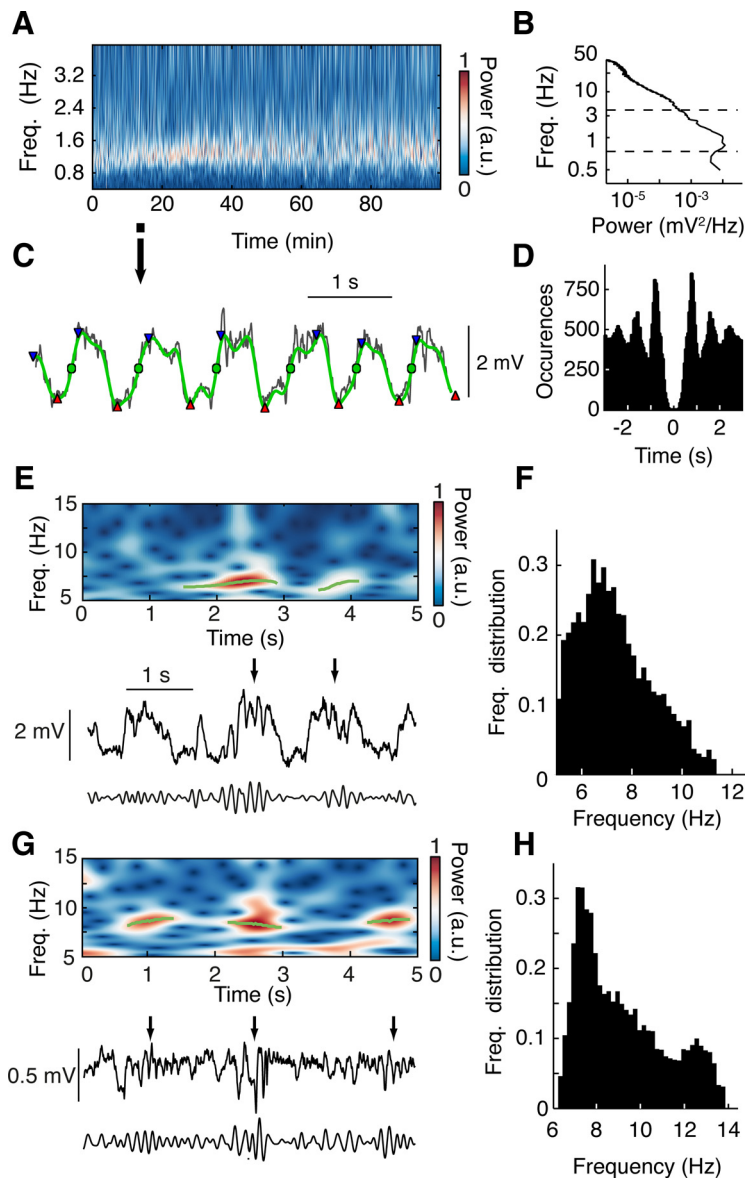 A
Freq. (Hz)
3.2
2.4
1.6
0.8
0 20 40 60 80
Time (min)
1
0
Power (a.u.)
B
Freq. (Hz)
50
10
3
1
0.5
10-5 10-3
Power (mV2/Hz)
C
1 s
2 mV
D
Occurences
750
500
250
0
-2 0 2
Time (s)
E
Freq. (Hz)
15
10
5
0 1 2 3 4 5
Time (s)
1
0
Power (a.u.)
1 s
2 mV
F
Freq. distribution
0.3
0.2
0.1
0
6 8 10 12
Frequency (Hz)
G
Freq. (Hz)
15
10
5
0 1 2 3 4 5
Time (s)
1
0
Power (a.u.)
0.5 mV
H
Freq. distribution
0.3
0.2
0.1
0
6 8 10 12 14
Frequency (Hz)